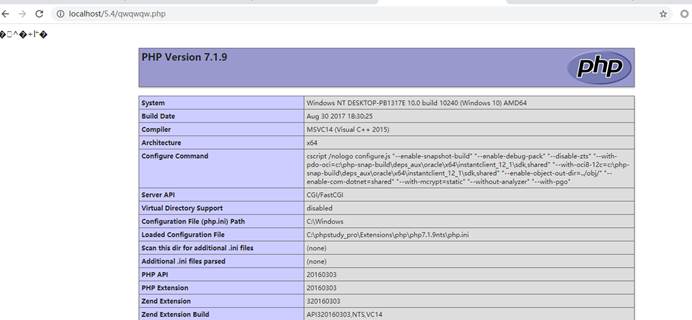 localhost/5.4/qwqwqw.php
PHP Version 7.1.9
php
System Windows NT DESKTOP-PB1317E 10.0 build 10240 (Windows 10) AMD64
Build Date Aug 30 2017 18:30:25
Compiler MSVC14 (Visual C++ 2015)
Architecture x64
Configure Command cscript /nologo configure.js "--enable-snapshot-build" "--enable-debug-pack" "--disable-zts" "--with-
pdo-oci=c:\php-snap-build\deps_aux\oracle\x64\instantclient_12_1\sdk,shared" "--with-oci8-12c=c:\php-
snap-build\deps_aux\oracle\x64\instantclient_12_1\sdk,shared" "--enable-object-out-dir=../obj/" "--
enable-com-dotnet=shared" "--with-mcrypt=static" "--without-analyzer" "--with-pgo"
Server API CGI/FastCGI
Virtual Directory Support disabled
Configuration File (php.ini) Path C:\Windows
Loaded Configuration File C:\phpstudy_pro\Extensions\php\php7.1.9nts\php.ini
Scan this dir for additional .ini files (none)
Additional .ini files parsed (none)
PHP API 20160303
PHP Extension 20160303
Zend Extension 320160303
Zend Extension Build API320160303,NTS,VC14